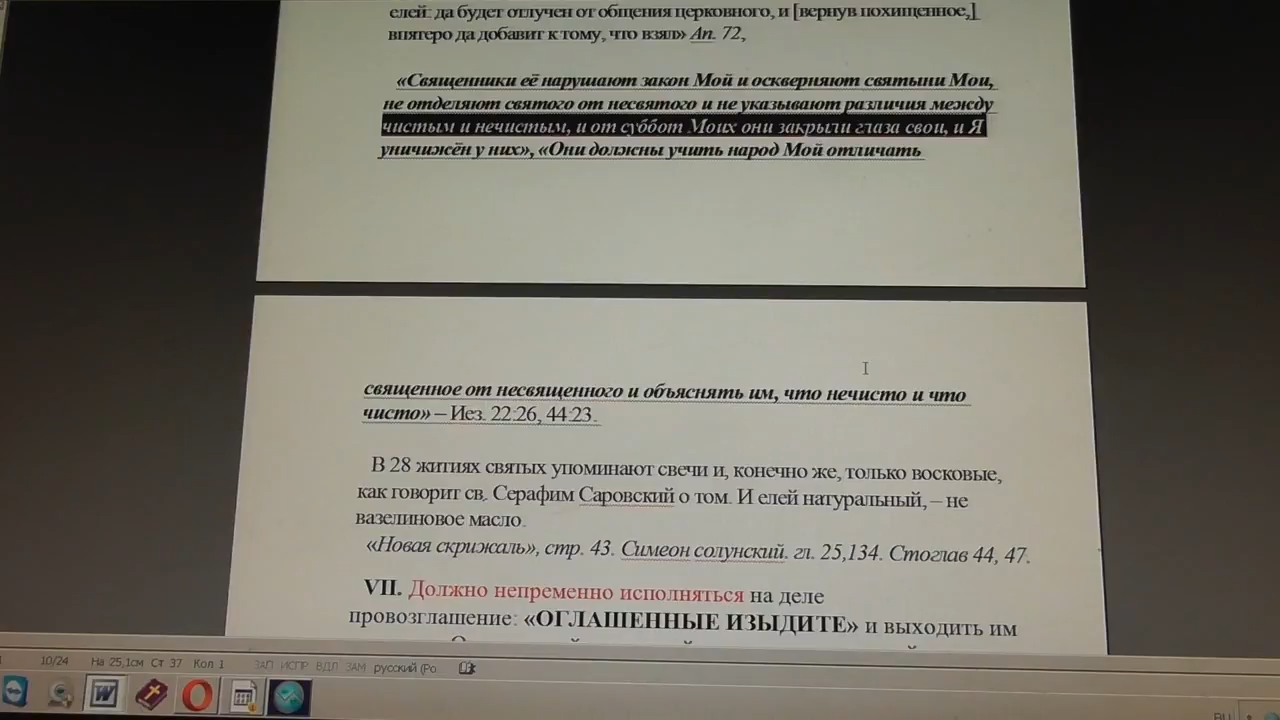 елей: да будет отлучен от общения церковного, и [вернув похищенное,]
впятеро да добавит к тому, что взял» Ап. 72,
«Священники её нарушают закон Мой и оскверняют святыни Мои,
не отделяют святого от несвятого и не указывают различия между
чистым и нечистым, и от суббот Моих они закрыли глаза свои, и Я
уничижён у них», «Они должны учить народ Мой отличать
священное от несвященного и объяснять им, что нечисто и что
чисто» – Иез. 22:26, 44:23.
В 28 житиях святых упоминают свечи и, конечно же, только восковые,
как говорит св. Серафим Саровский о том. И елей натуральный, – не
вазелиновое масло.
«Новая скрижаль», стр. 43. Симеон солунский. гл. 25,134. Стоглав 44, 47.
VII. Должно непременно исполняться на деле
провозглашение: «ОГЛАШЕННЫЕ ИЗЫДИТЕ» и выходить им
10/24 На 25,1см Ст 37 Кол 1 ЗАП ИСПР ВДЛ ЗАМ русский (Ро
RU